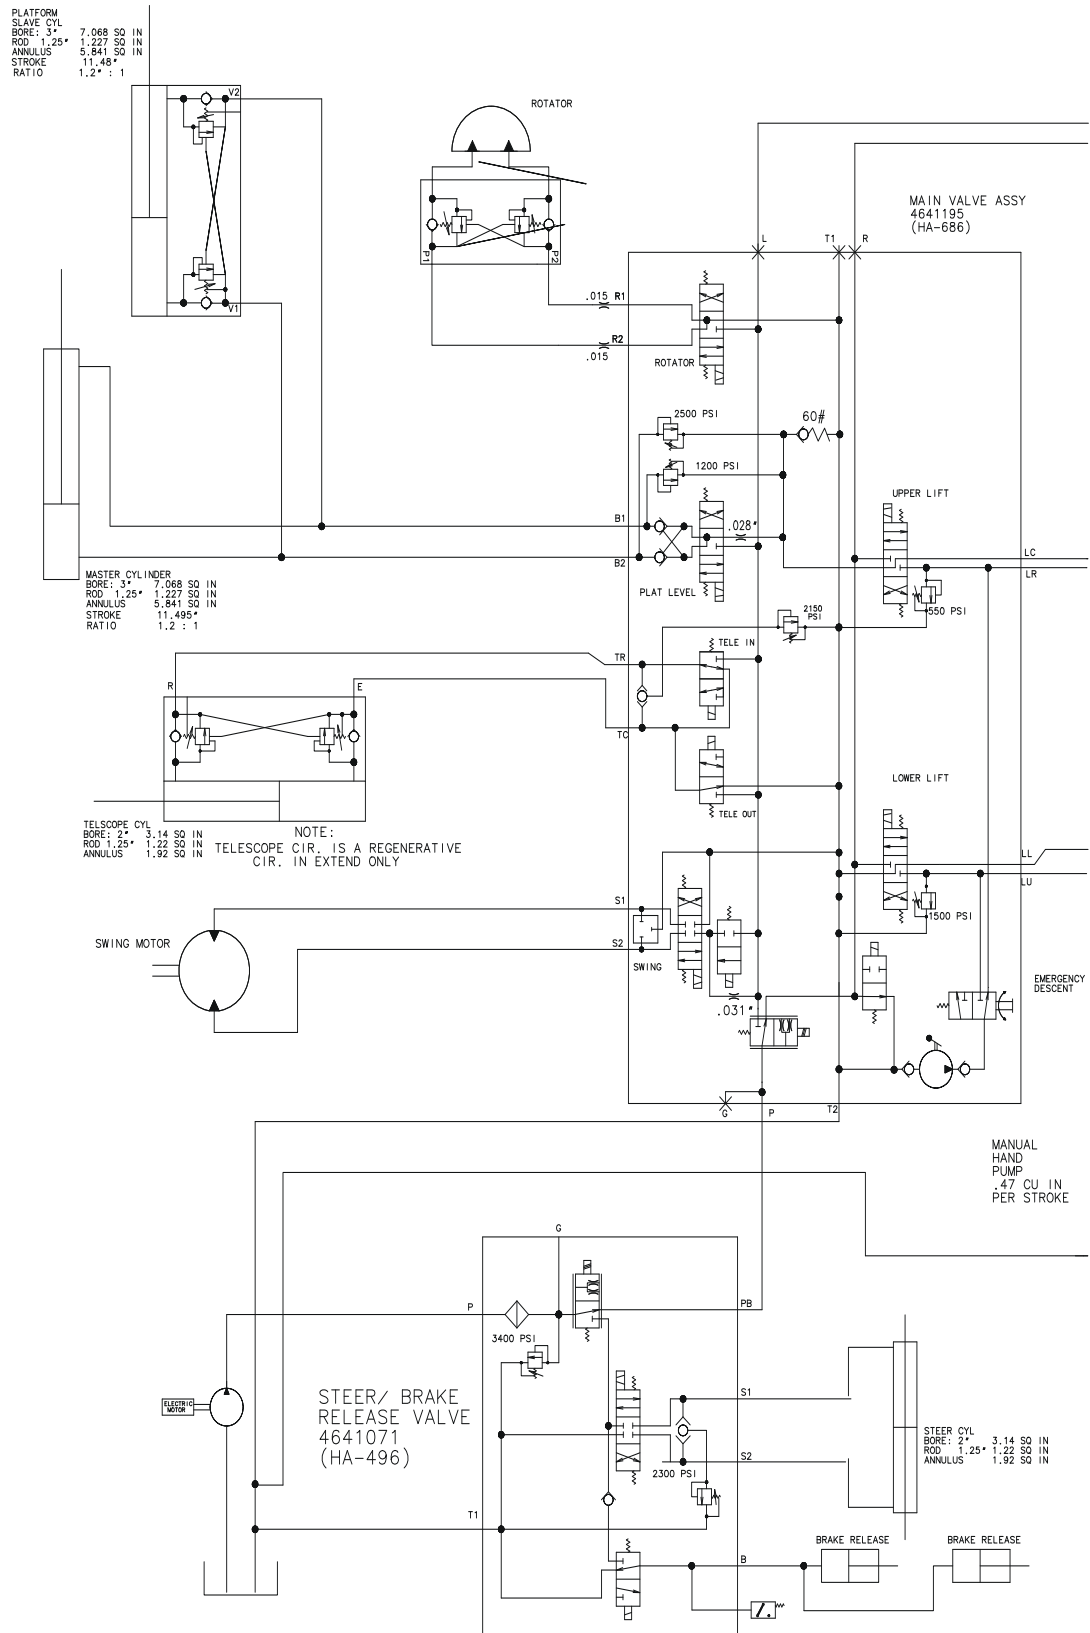 PLATFORM
SLAVE CYL
BORE: 3" 7.068 SQ IN
ROD 1.25" 1.227 SQ IN
ANNULUS 5.841 SQ IN
STROKE 11.48"
RATIO 1.2" : 1
V2
V1
ROTATOR
P1
P2
MAIN VALVE ASSY
4641195
(HA-686)
L
T1
R
.015 R1
R2
.015
ROTATOR
2500 PSI
60#
1200 PSI
UPPER LIFT
B1
.028"
B2
LC
LR
PLAT LEVEL
550 PSI
MASTER CYLINDER
BORE: 3" 7.068 SQ IN
ROD 1.25" 1.227 SQ IN
ANNULUS 5.841 SQ IN
STROKE 11.495"
RATIO 1.2 : 1
2150
PSI
TELE IN
TR
R
E
TC
LOWER LIFT
TELE OUT
TELSCOPE CYL
BORE: 2" 3.14 SQ IN
ROD 1.25" 1.22 SQ IN
ANNULUS 1.92 SQ IN
NOTE:
TELESCOPE CIR. IS A REGENERATIVE
CIR. IN EXTEND ONLY
LL
LU
1500 PSI
S1
SWING MOTOR
S2
SWING
EMERGENCY
DESCENT
.031"
G
P
T2
MANUAL
HAND
PUMP
.47 CU IN
PER STROKE
G
P
PB
3400 PSI
ELECTRIC
MOTOR
STEER/ BRAKE
RELEASE VALVE
4641071
(HA-496)
S1
S2
2300 PSI
STEER CYL
BORE: 2" 3.14 SQ IN
ROD 1.25" 1.22 SQ IN
ANNULUS 1.92 SQ IN
T1
BRAKE RELEASE
BRAKE RELEASE
B